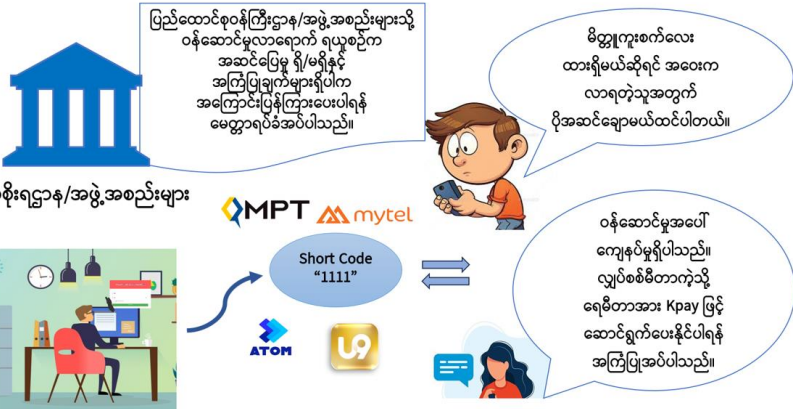 ပြည်ထောင်စုဝန်ကြီးဌာန/အဖွဲ့အစည်းများသို့
ဝန်ဆောင်မှုလာရောက် ရယူစဉ်က
အဆင်ပြေမှု ရှိ/မရှိနှင့်
အကြံပြုချက်များရှိပါက
အကြောင်းပြန်ကြားပေးပါရန်
မေတ္တာရပ်ခံအပ်ပါသည်။
မိတ္တူကူးစက်လေး
ထားရှိမယ်ဆိုရင် အဝေးက
လာရတဲ့သူအတွက်
ပိုအဆင်ချောမယ်ထင်ပါတယ်။
စိုးရဌာန/အဖွဲ့အစည်းများ
MPT
mytel
Short Code
“1111”
ATOM
U9
ဝန်ဆောင်မှုအပေါ်
ကျေနပ်မှုရှိပါသည်။
လျှပ်စစ်မီတာကဲ့သို့
ရေမီတာအား Kpay ဖြင့်
ဆောင်ရွက်ပေးနိုင်ပါရန်
အကြံပြုအပ်ပါသည်။